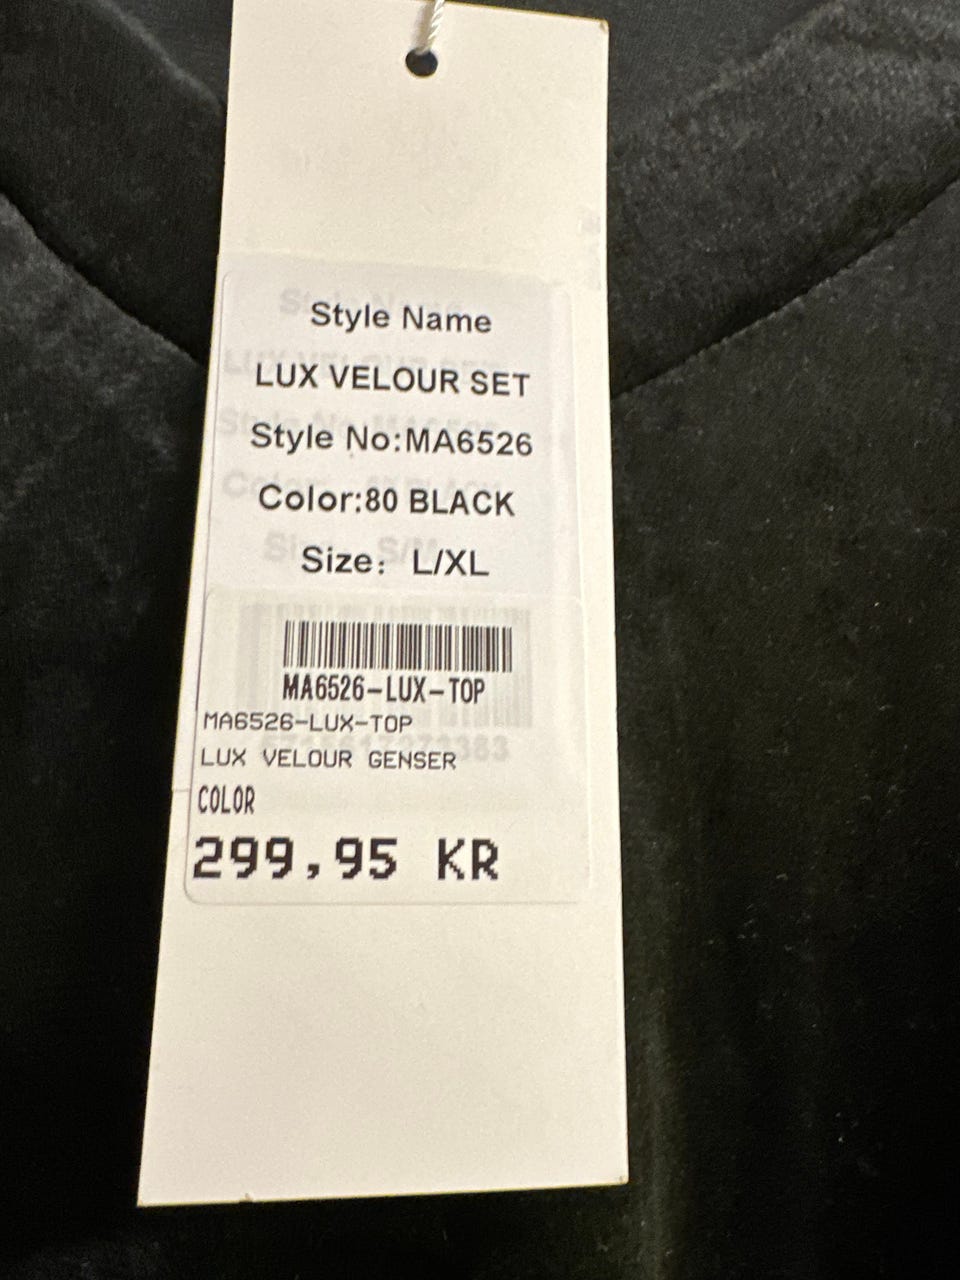 Style Name
LUX VELOUR SET
Style No:MA6526
Color:80 BLACK
Size: L/XL
MA6526-LUX-TOP
MA6526-LUX-TOP
LUX VELOUR GENSER
COLOR
299,95 KR